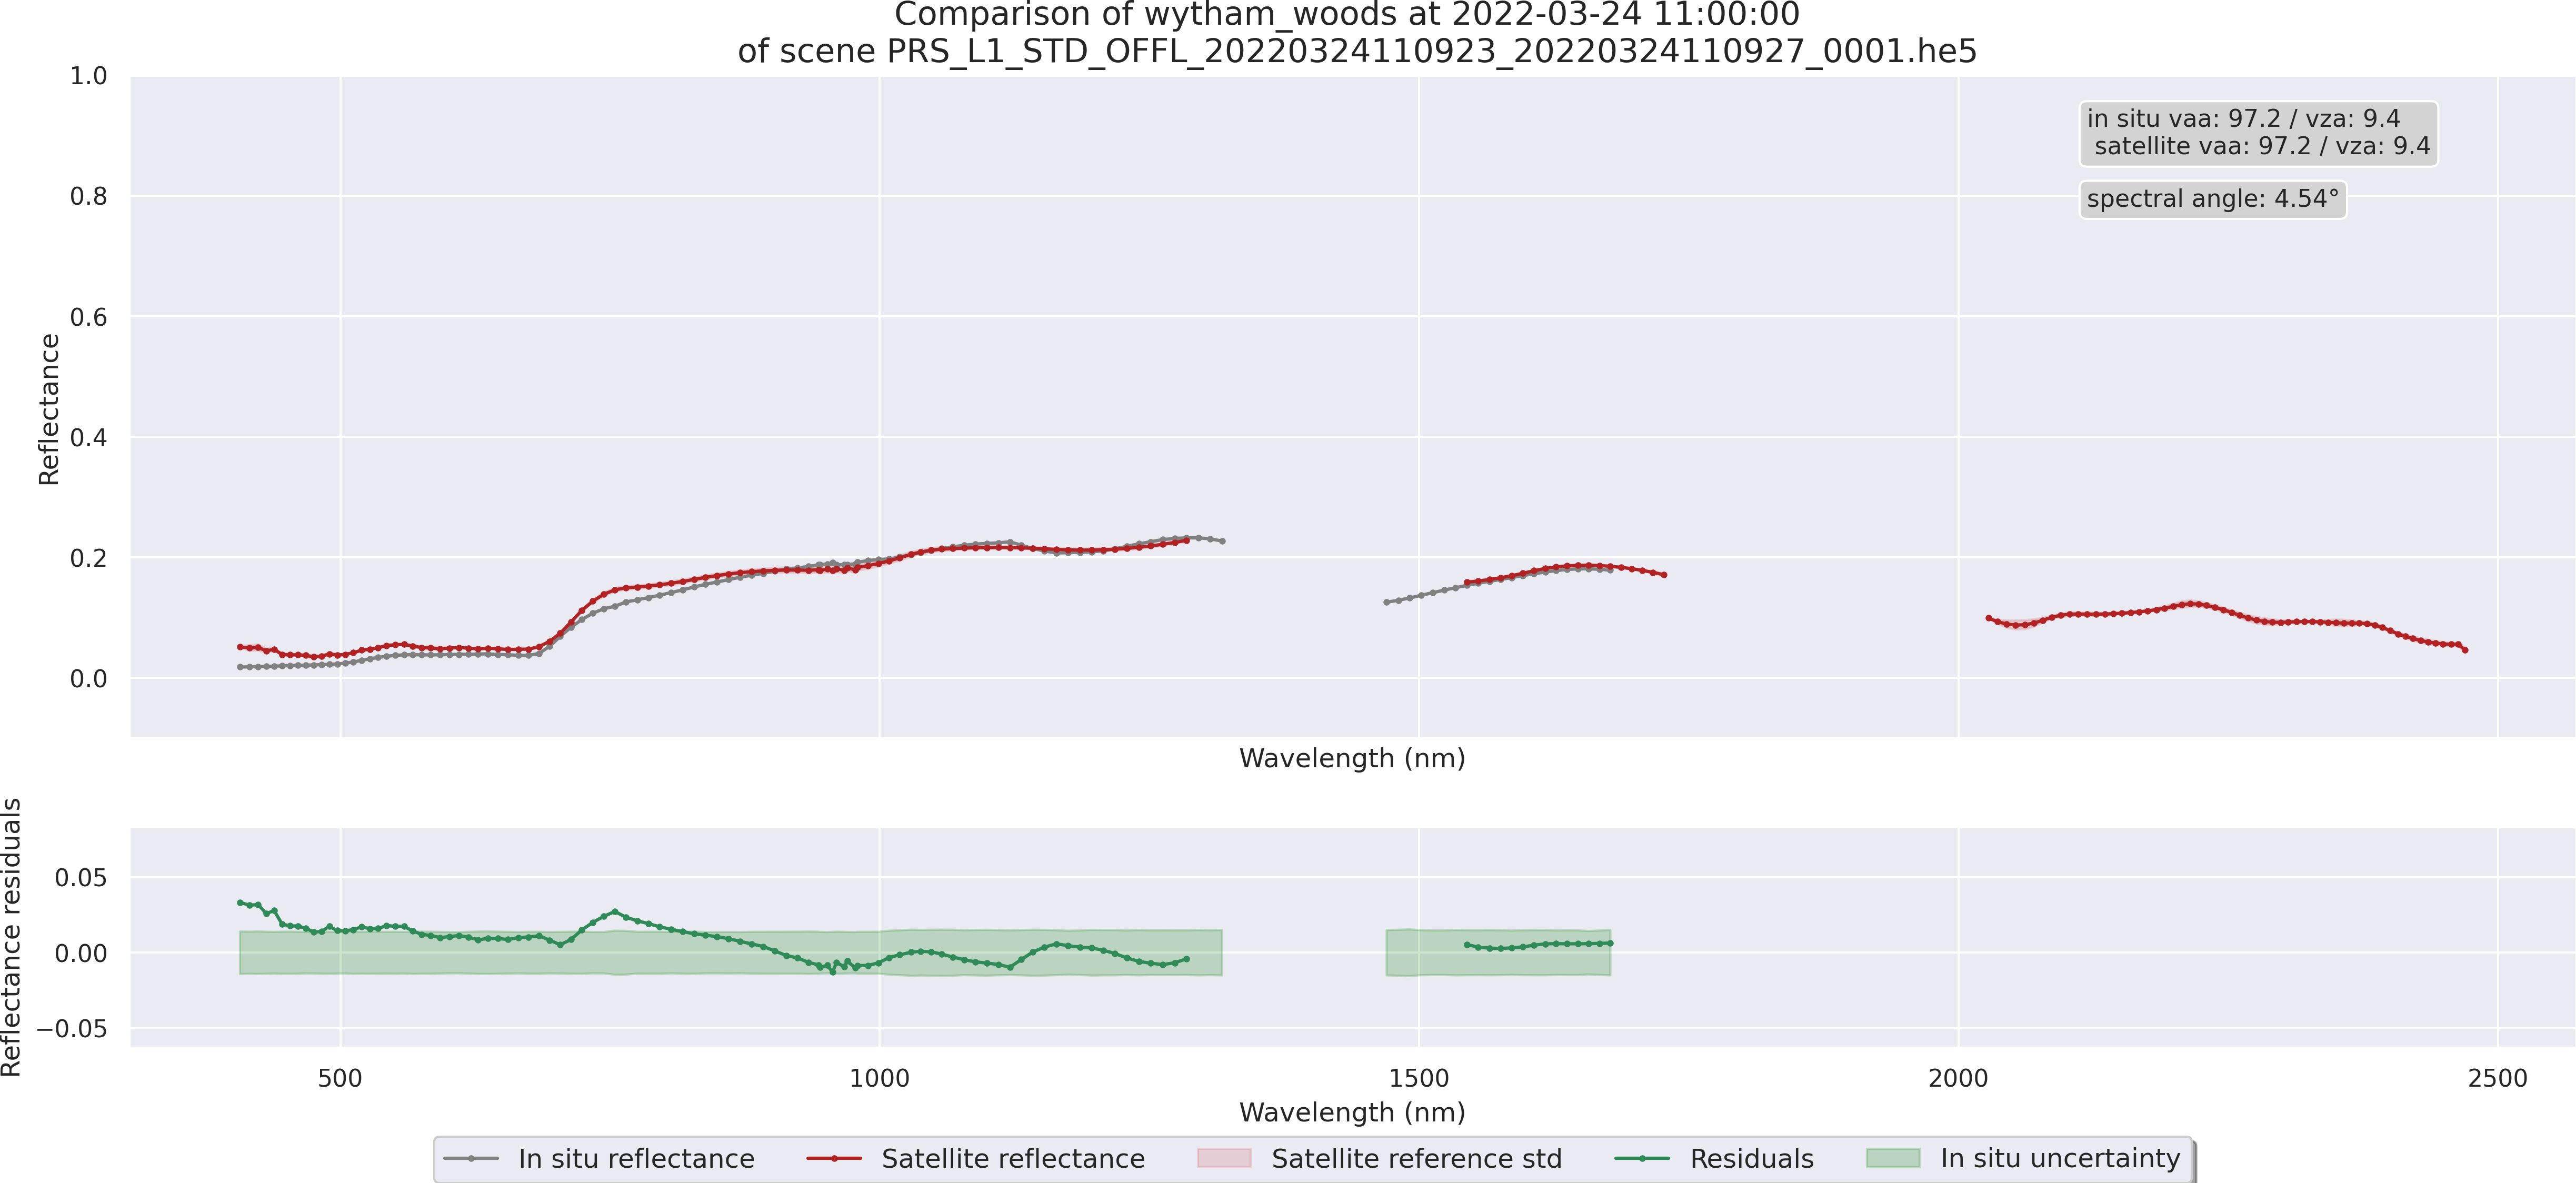 Comparison of wytham_woods at 2022-03-24 11:00:00
of scene PRS_L1_STD_OFFL_20220324110923_20220324110927_0001.he5
1.0
in situ vaa: 97.2 / vza: 9.4
satellite vaa: 97.2 / vza: 9.4
spectral angle: 4.54°
0.8
0.6
Reflectance
0.4
0.2
0.0
Wavelength (nm)
Reflectance residuals
0.05
0.00
−0.05
500 1000 1500 2000 2500
Wavelength (nm)
In situ reflectance Satellite reflectance Satellite reference std Residuals In situ uncertainty